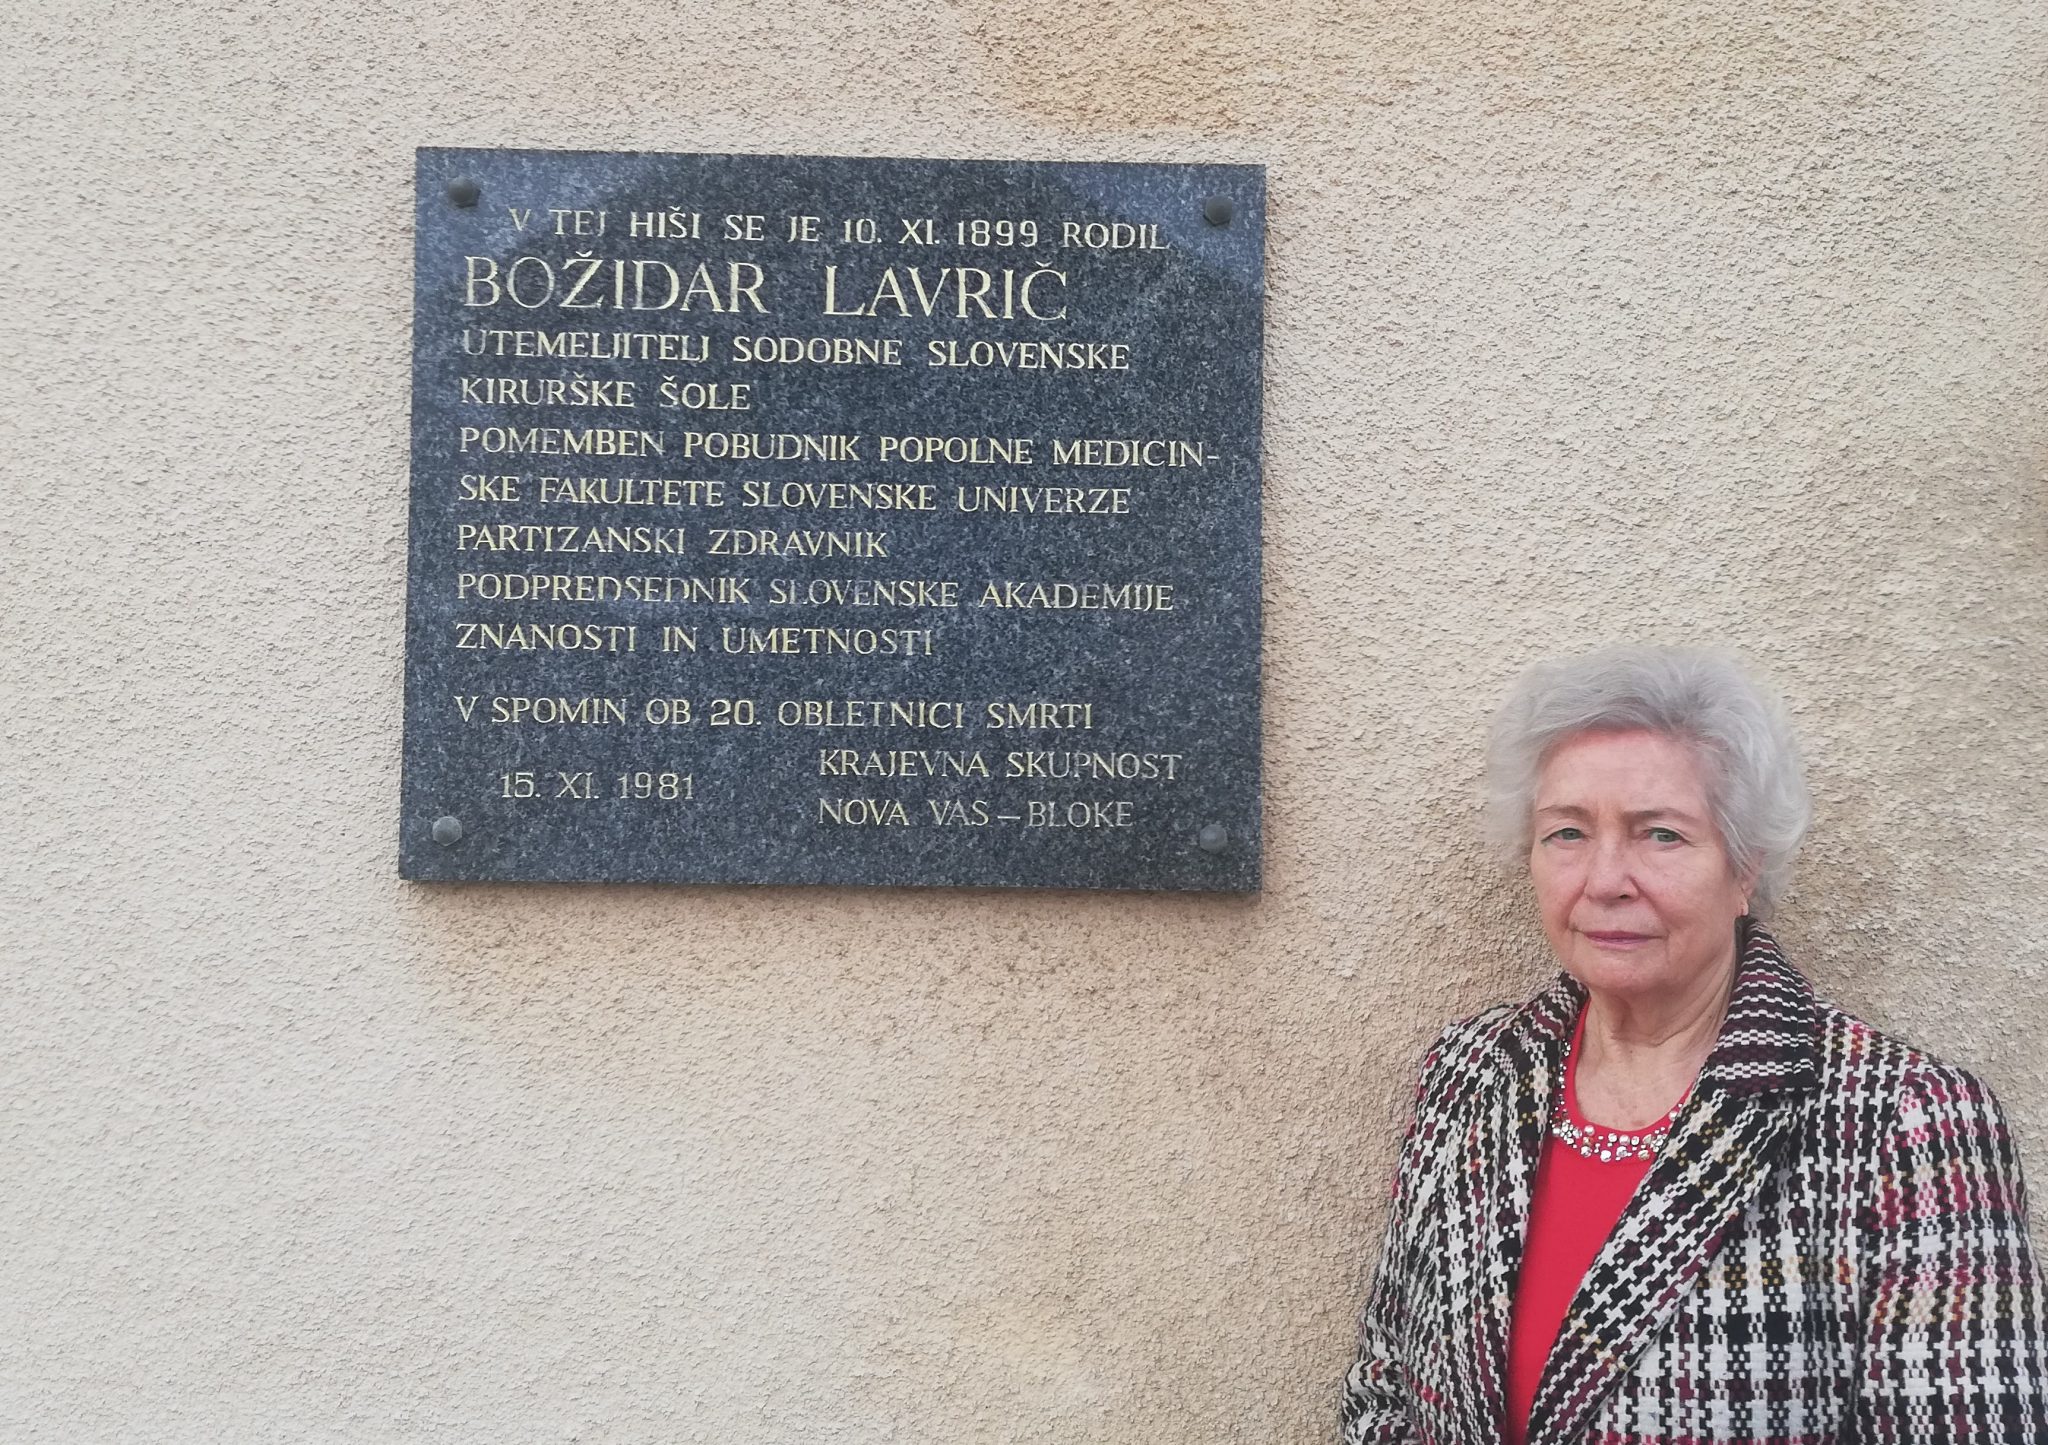 V TEJ HIŠI SE JE 10. XI. 1899 RODIL
BOŽIDAR LAVRIČ
UTEMELJITELJ SODOBNE SLOVENSKE
KIRURŠKE ŠOLE
POMEMBEN POBUDNIK POPOLNE MEDICIN-
SKE FAKULTETE SLOVENSKE UNIVERZE
PARTIZANSKI ZDRAVNIK
PODPREDSEDNIK SLOVENSKE AKADEMIJE
ZNANOSTI IN UMETNOSTI
V SPOMIN OB 20. OBLETNICI SMRTI
KRAJEVNA SKUPNOST
15. XI. 1981
NOVA VAS – BLOKE